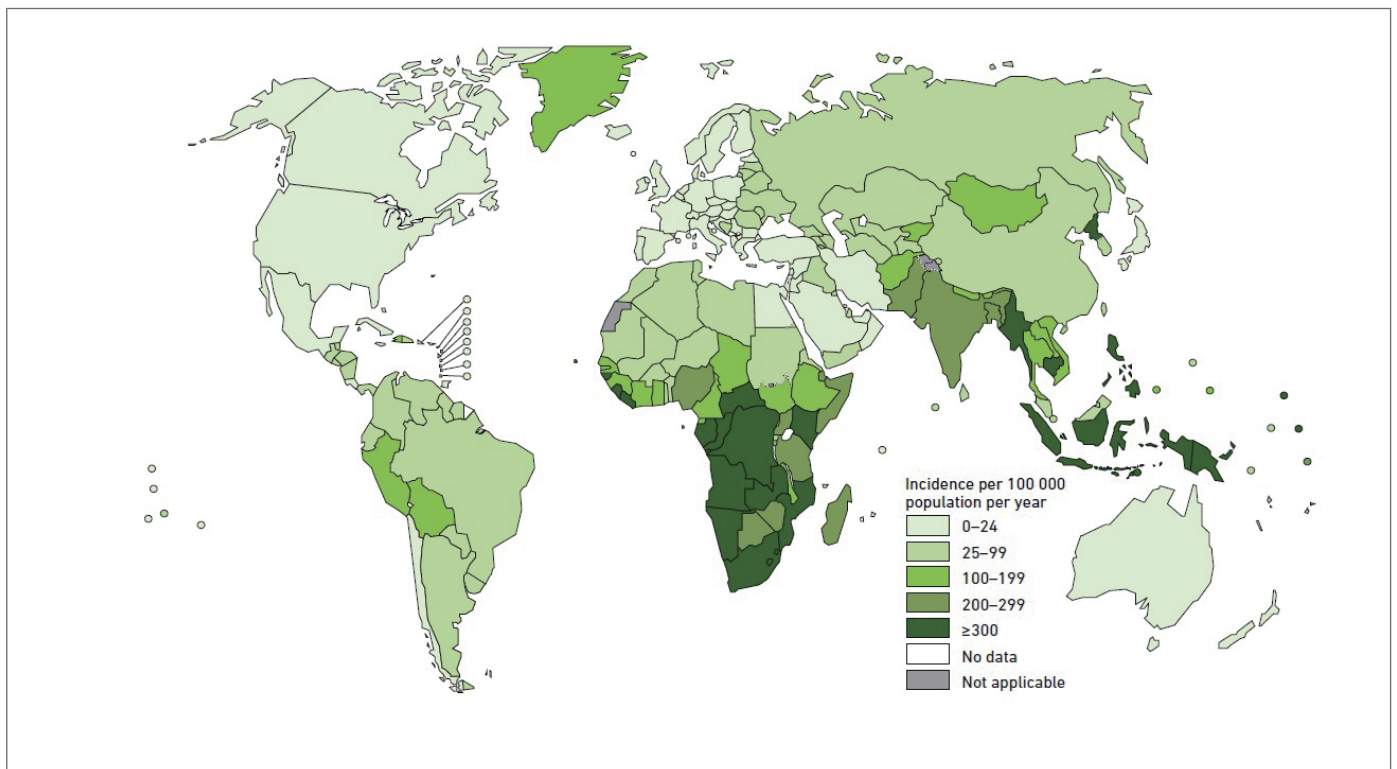 Incidence per 100 000
population per year
0–24
25–99
100–199
200–299
≥300
No data
Not applicable